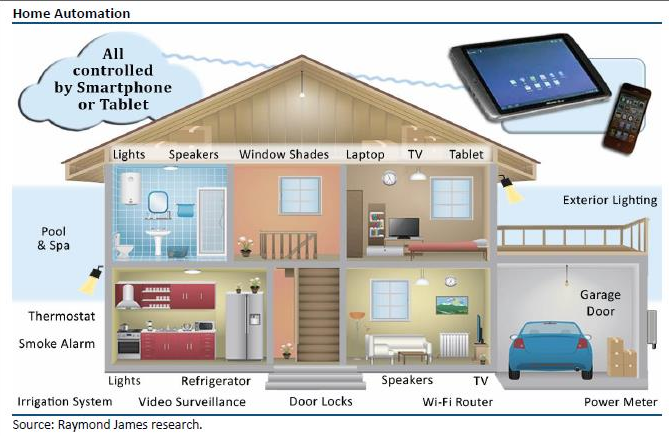 Home Automation
All
controlled
by Smartphone
or Tablet
Lights Speakers Window Shades Laptop TV Tablet
Exterior Lighting
Pool
& Spa
Garage
Door
Thermostat
Smoke Alarm
Lights Refrigerator Speakers TV
Irrigation System Video Surveillance Door Locks Wi-Fi Router Power Meter
Source: Raymond James research.